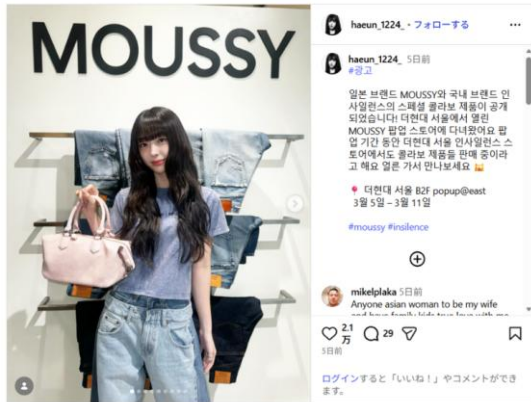 MOUSSY
haeun_1224_・フォローする
haeun_1224_ 5日前
#광고
일본 브랜드 MOUSSY와 국내 브랜드 인
사일런스의 스페셜 콜라보 제품이 공개
되었습니다! 더현대 서울에서 열린
MOUSSY 팝업 스토어에 다녀왔어요 팝
업 기간 동안 더현대 서울 인사일런스 스
토어에서도 콜라보 제품들 판매 중이라
고 해요 얼른 가서 만나보세요
더현대 서울 B2F popup@east
3월 5일 – 3월 11일
#moussy #insilence
mikelplaka 5日前
Anyone asian woman to be my wife
2.1万
29
5日前
ログインすると「いいね！」やコメントができ
ます。